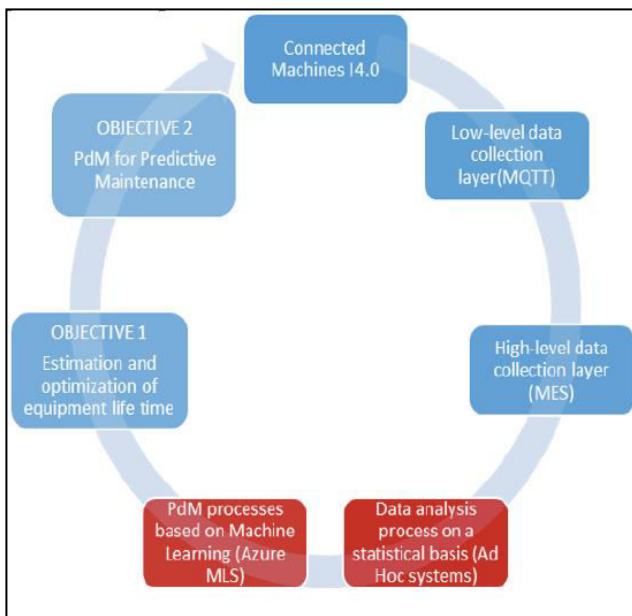 Connected
Machines I4.0
Low-level data
collection
layer(MQTT)
High-level data
collection layer
(MES)
Data analysis
process on a
statistical basis (Ad
Hoc systems)
PdM processes
based on Machine
Learning (Azure
MLS)
OBJECTIVE 1
Estimation and
optimization of
equipment life time
OBJECTIVE 2
PdM for Predictive
Maintenance